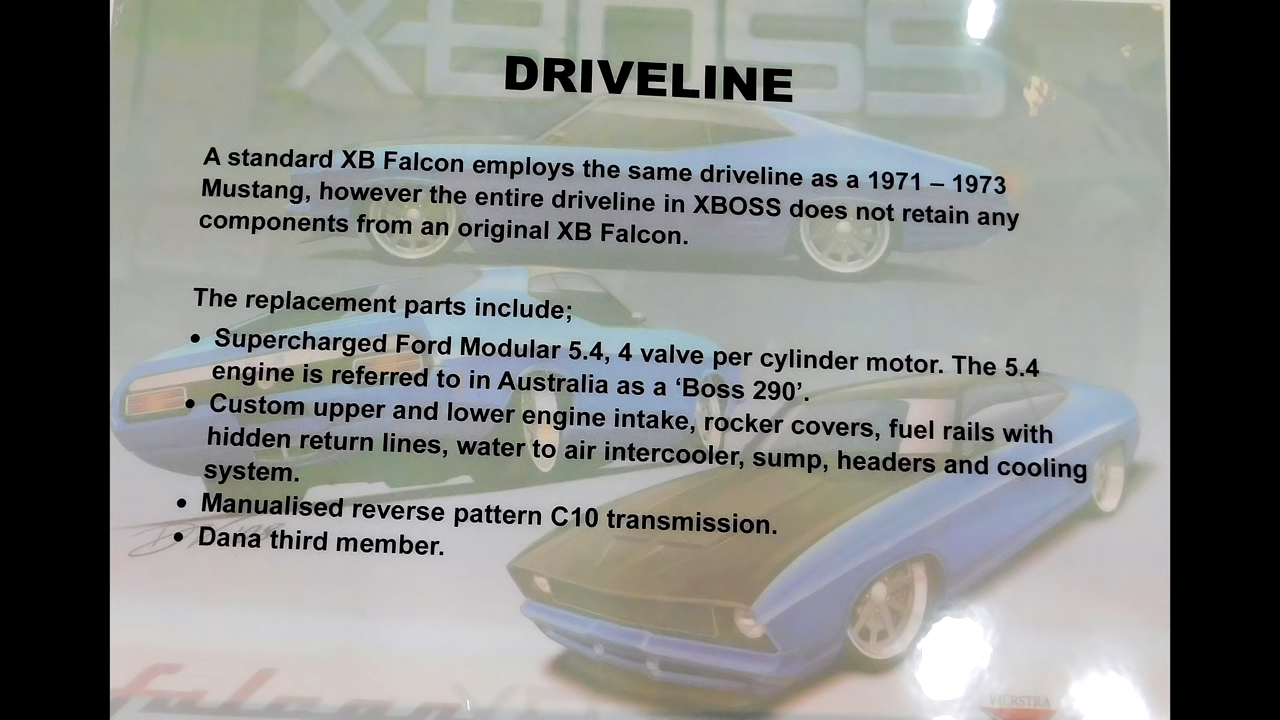 XBOSS
DRIVELINE
A standard XB Falcon employs the same driveline as a 1971 – 1973
Mustang, however the entire driveline in XBOSS does not retain any
components from an original XB Falcon.
The replacement parts include;
• Supercharged Ford Modular 5.4, 4 valve per cylinder motor. The 5.4
engine is referred to in Australia as a ‘Boss 290’.
• Custom upper and lower engine intake, rocker covers, fuel rails with
hidden return lines, water to air intercooler, sump, headers and cooling
system.
• Manualised reverse pattern C10 transmission.
• Dana third member.
falcon